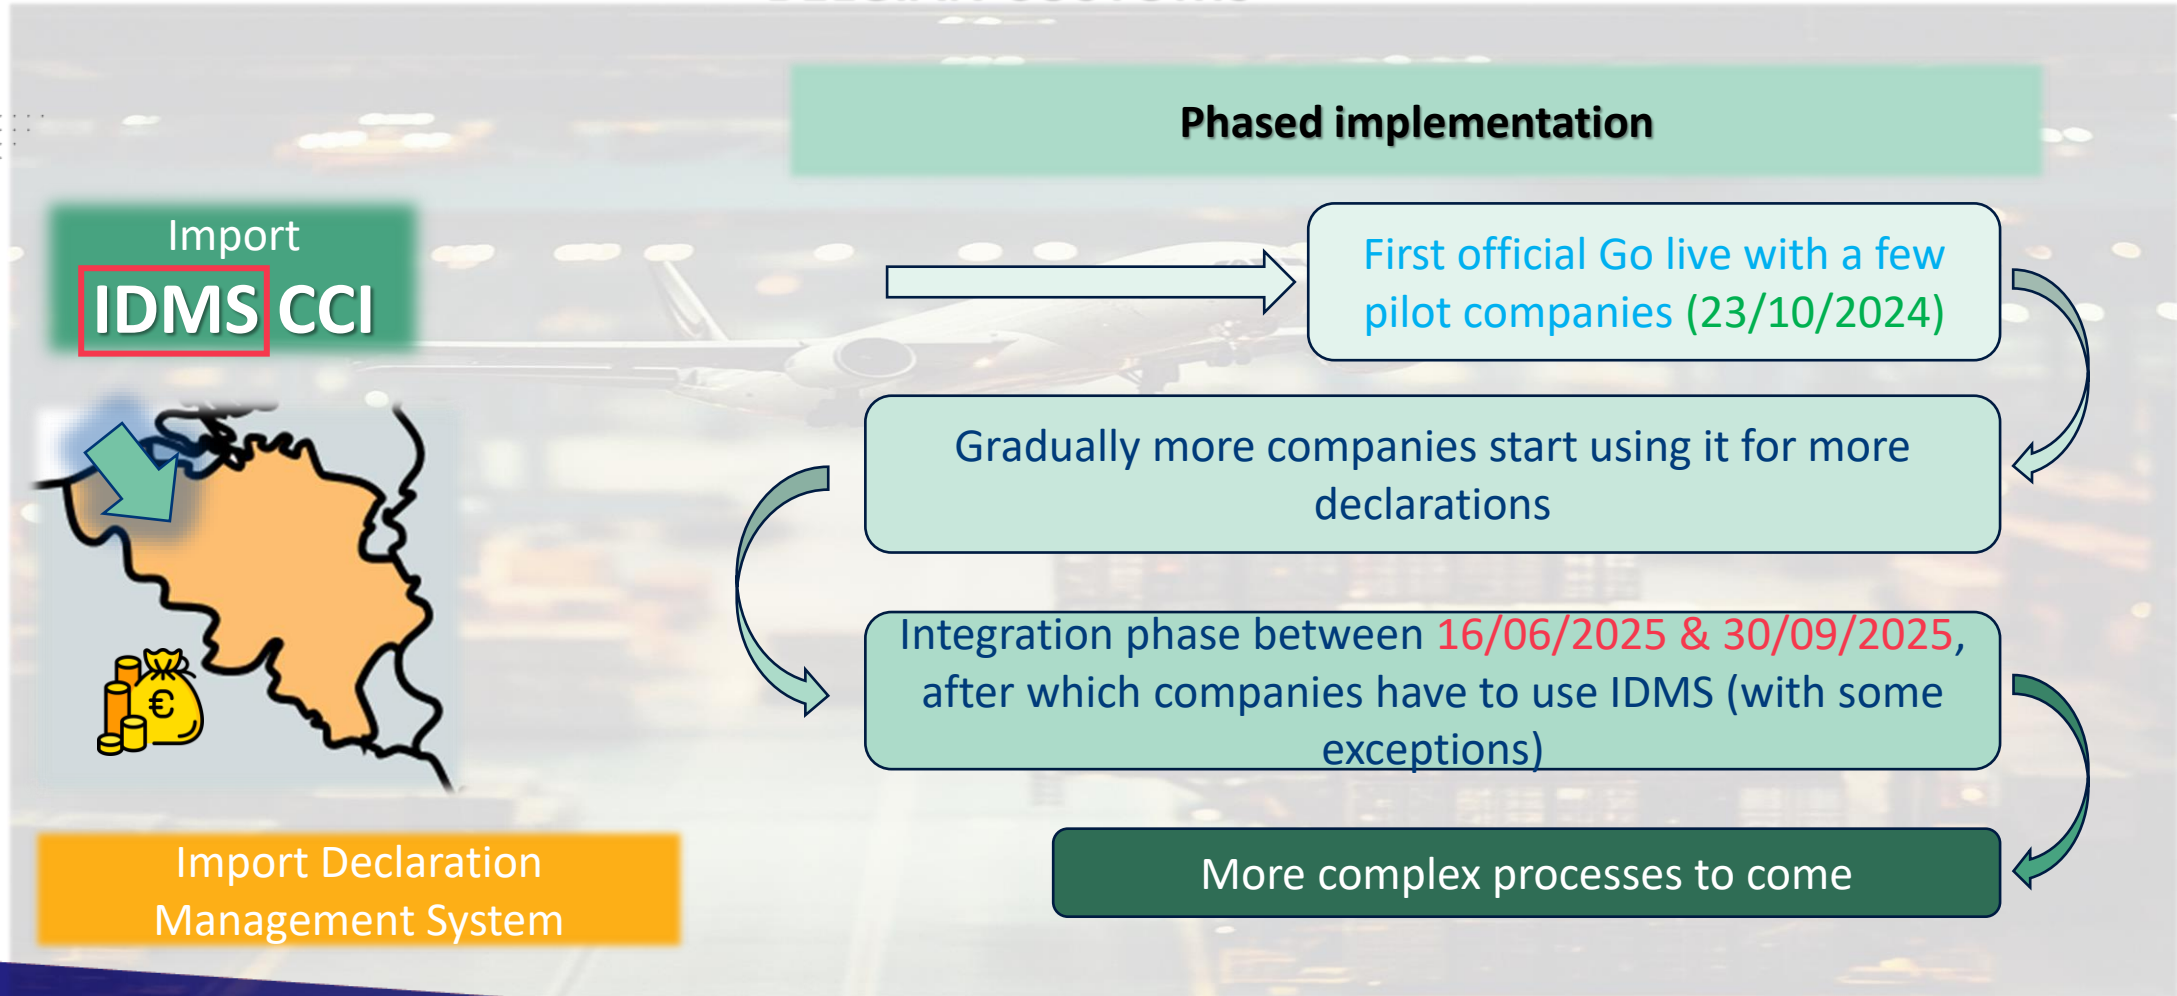 Phased implementation
Import
IDMS CCI
First official Go live with a few
pilot companies (23/10/2024)
Gradually more companies start using it for more
declarations
Integration phase between 16/06/2025 & 30/09/2025,
after which companies have to use IDMS (with some
exceptions)
€
More complex processes to come
Import Declaration
Management System